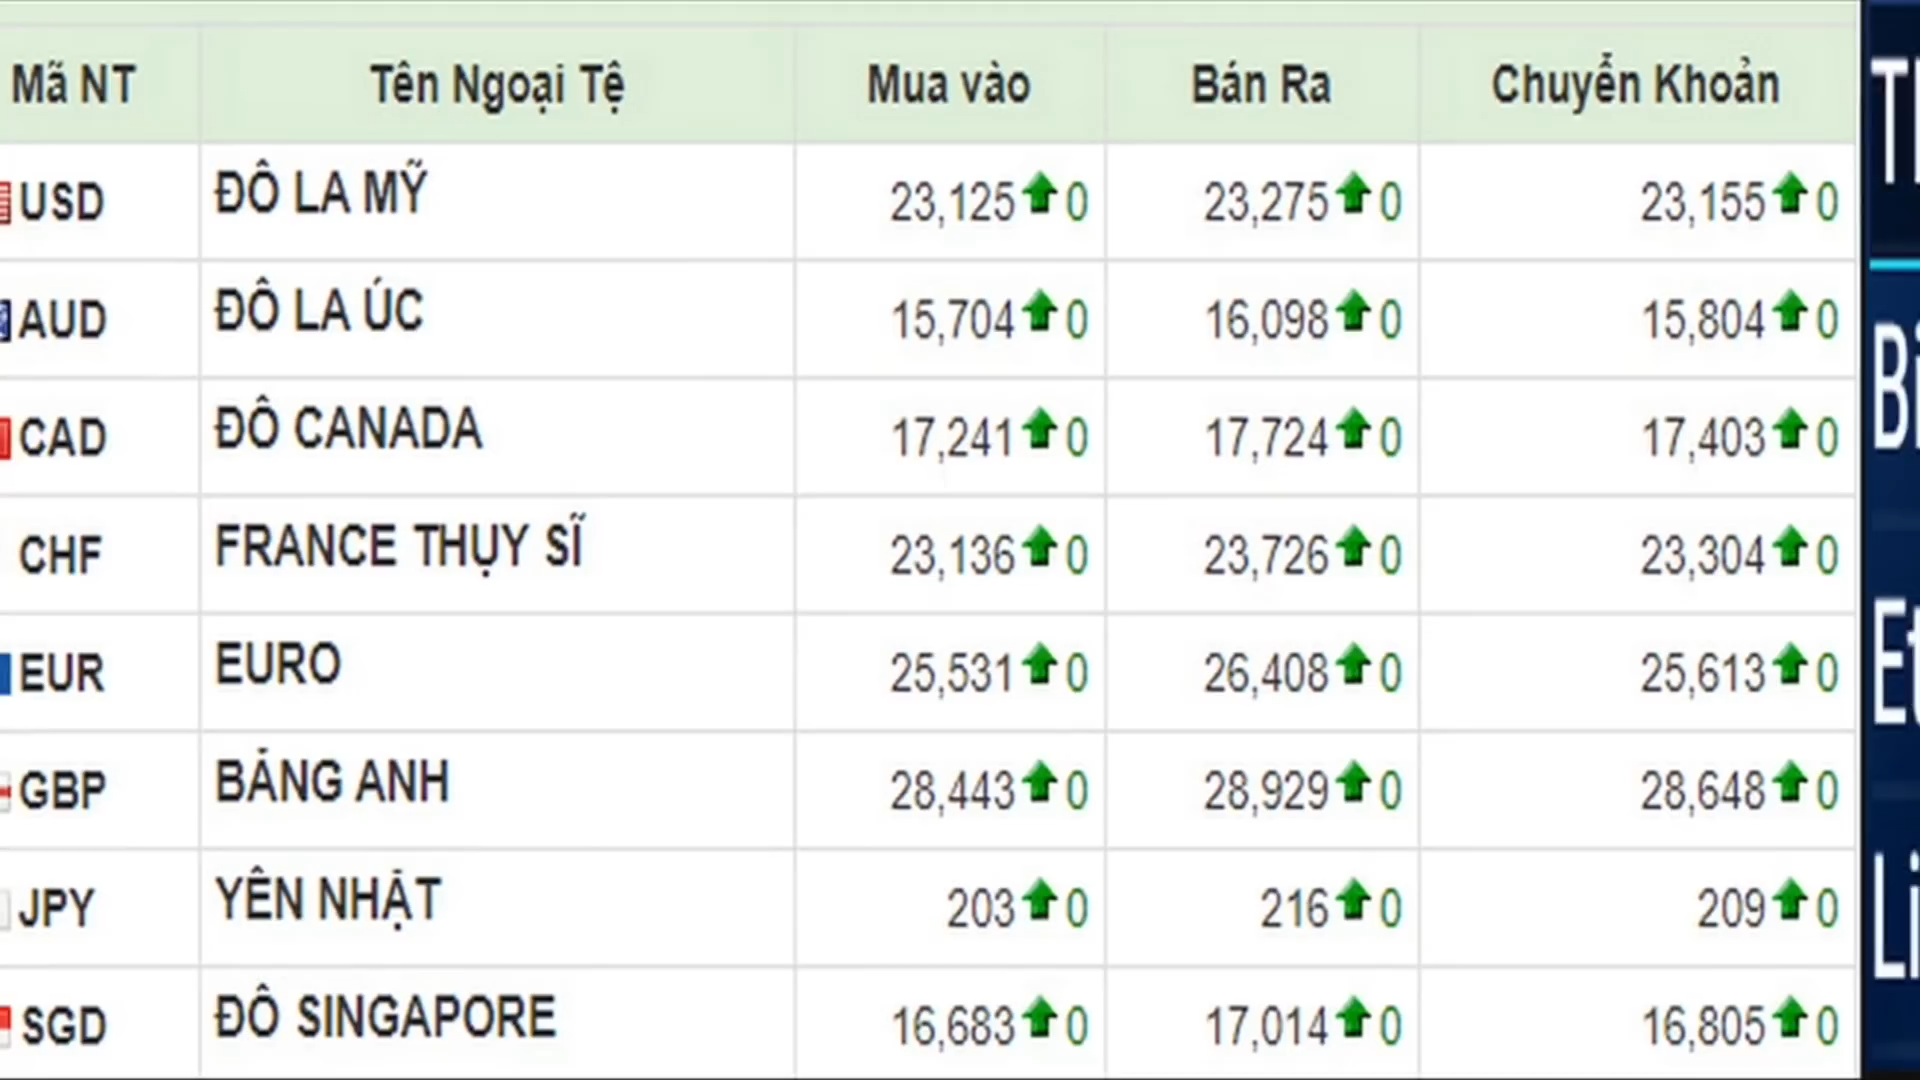 Mã NT Tên Ngoại Tệ Mua vào Bán Ra Chuyển Khoản
USD ĐÔ LA MỸ 23,125 0 23,275 0 23,155 0
AUD ĐÔ LA ÚC 15,704 0 16,098 0 15,804 0
CAD ĐÔ CANADA 17,241 0 17,724 0 17,403 0
CHF FRANCE THỤY SĨ 23,136 0 23,726 0 23,304 0
EUR EURO 25,531 0 26,408 0 25,613 0
GBP BẢNG ANH 28,443 0 28,929 0 28,648 0
JPY YÊN NHẬT 203 0 216 0 209 0
SGD ĐÔ SINGAPORE 16,683 0 17,014 0 16,805 0